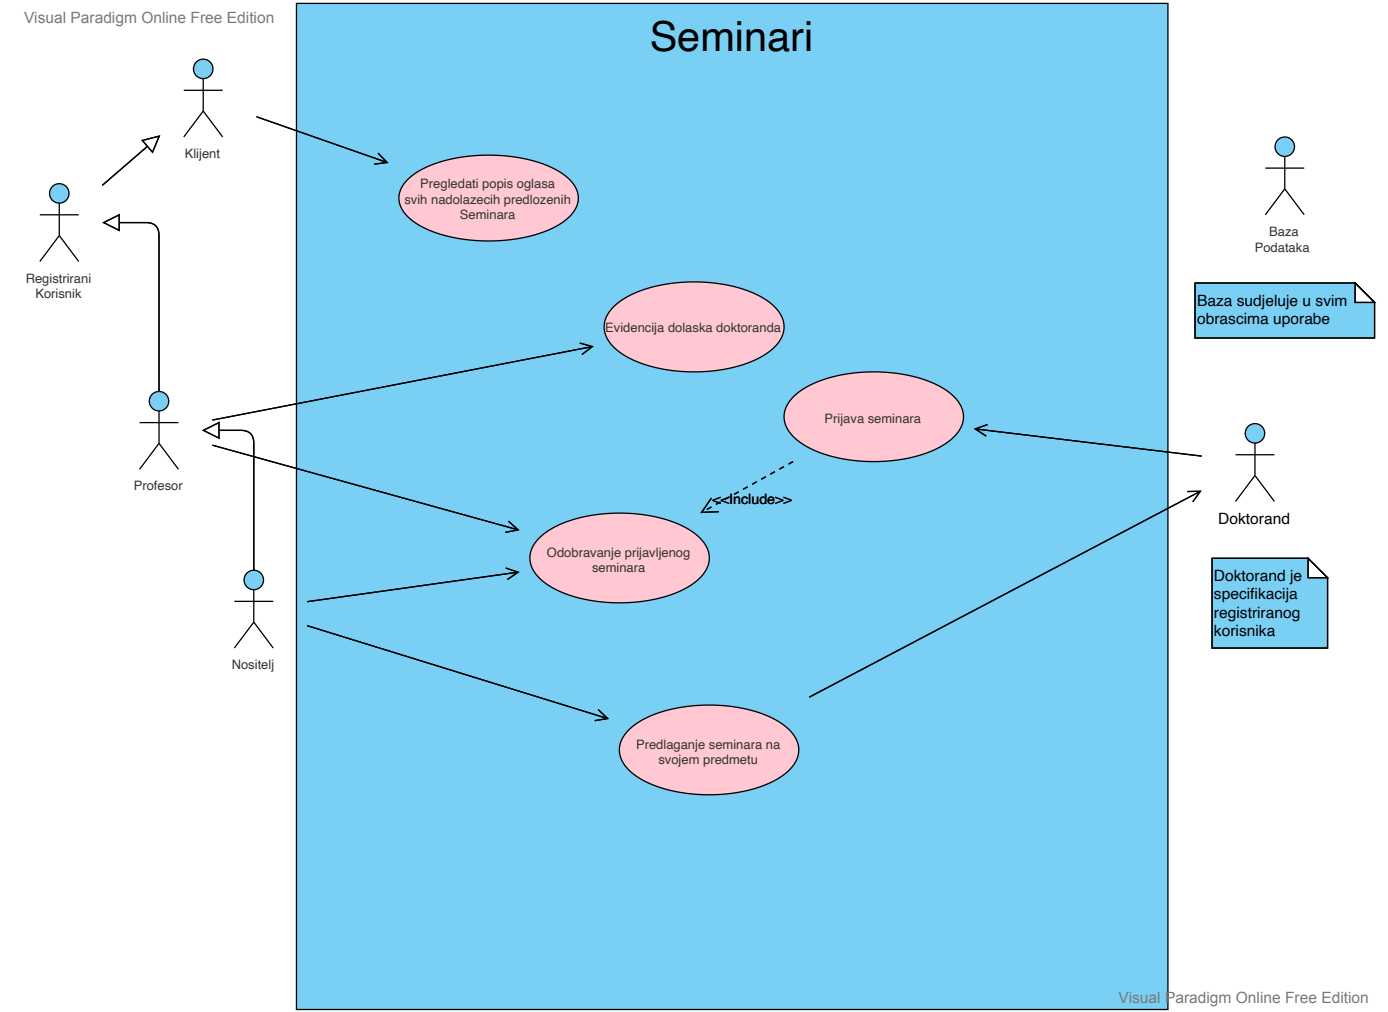 Visual Paradigm Online Free Edition
Seminari
Klijent
Pregledati popis oglasa
svih nadolazecih predlozenih
Seminara
Baza
Podataka
Registrirani
Korisnik
Baza sudjeluje u svim
obrascima uporabe
Evidencija dolaska doktoranda
Prijava seminara
Profesor
<<Include>>
Doktorand
Odobravanje prijavljenog
seminara
Doktorand je
specifikacija
registriranog
korisnika
Nositelj
Predlaganje seminara na
svojem predmetu
Visual Paradigm Online Free Edition